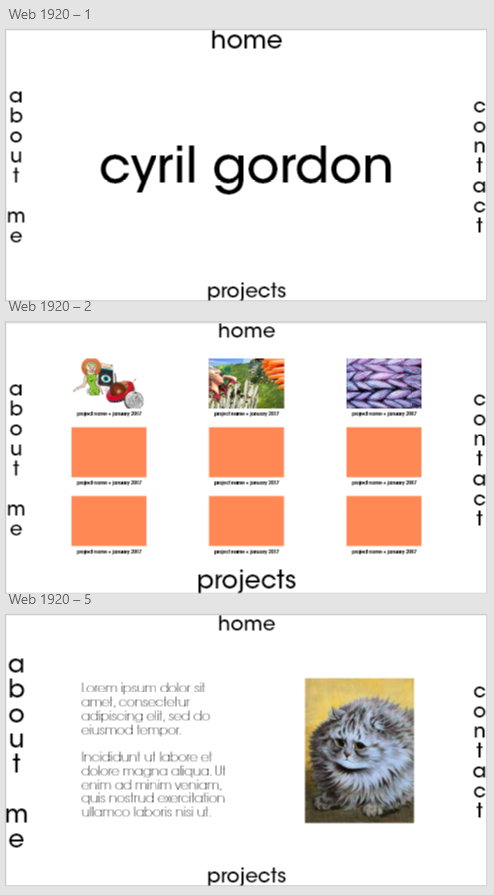 Web 1920 – 1
home
about me
cyril gordon
contact
projects
Web 1920 – 2
home
about me
contact
project name • january 2017
project name • january 2017
project name • january 2017
project name • january 2017
project name • january 2017
project name • january 2017
project name • january 2017
project name • january 2017
project name • january 2017
projects
Web 1920 – 5
home
about me
Lorem ipsum dolor sit
amet, consectetur
adipiscing elit, sed do
eiusmod tempor.
Incididunt ut labore et
dolore magna aliqua. Ut
enim ad minim veniam,
quis nostrud exercitation
ullamco laboris nisi ut.
contact
projects